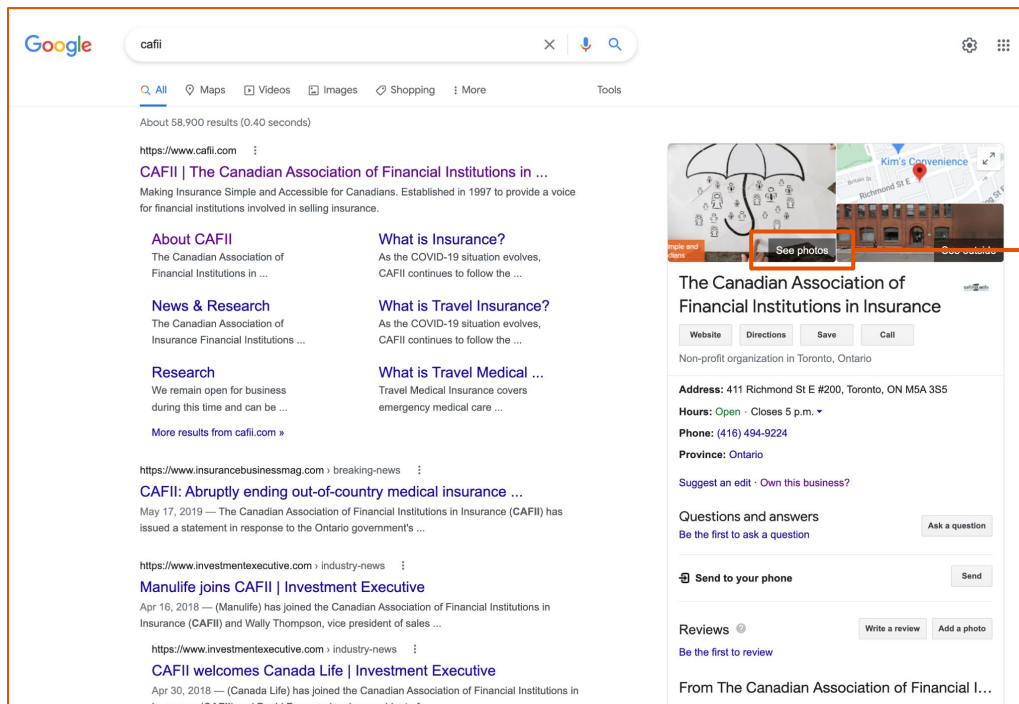 Google
cafii
All
Maps
Videos
Images
Shopping
More
Tools
About 58,900 results (0.40 seconds)
https://www.cafii.com
CAFII | The Canadian Association of Financial Institutions in ...
Making Insurance Simple and Accessible for Canadians. Established in 1997 to provide a voice
for financial institutions involved in selling insurance.
About CAFII
The Canadian Association of
Financial Institutions in ...
What is Insurance?
As the COVID-19 situation evolves,
CAFII continues to follow the ...
News & Research
The Canadian Association of
Insurance Financial Institutions ...
What is Travel Insurance?
As the COVID-19 situation evolves,
CAFII continues to follow the ...
Research
We remain open for business
during this time and can be ...
What is Travel Medical ...
Travel Medical Insurance covers
emergency medical care ...
More results from cafii.com »
https://www.insurancebusinessmag.com › breaking-news
CAFII: Abruptly ending out-of-country medical insurance ...
May 17, 2019 — The Canadian Association of Financial Institutions in Insurance (CAFII) has
issued a statement in response to the Ontario government's ...
https://www.investmentexecutive.com › industry-news
Manulife joins CAFII | Investment Executive
Apr 16, 2018 — (Manulife) has joined the Canadian Association of Financial Institutions in
Insurance (CAFII) and Wally Thompson, vice president of sales ...
https://www.investmentexecutive.com › industry-news
CAFII welcomes Canada Life | Investment Executive
Apr 30, 2018 — (Canada Life) has joined the Canadian Association of Financial Institutions in
Kim's Convenience
Britain St
Richmond St E
mple and
dians
See photos
See outside
The Canadian Association of
Financial Institutions in Insurance
Website
Directions
Save
Call
Non-profit organization in Toronto, Ontario
Address: 411 Richmond St E #200, Toronto, ON M5A 3S5
Hours: Open · Closes 5 p.m.
Phone: (416) 494-9224
Province: Ontario
Suggest an edit · Own this business?
Questions and answers
Be the first to ask a question
Ask a question
Send to your phone
Send
Reviews
Write a review
Add a photo
Be the first to review
From The Canadian Association of Financial I...